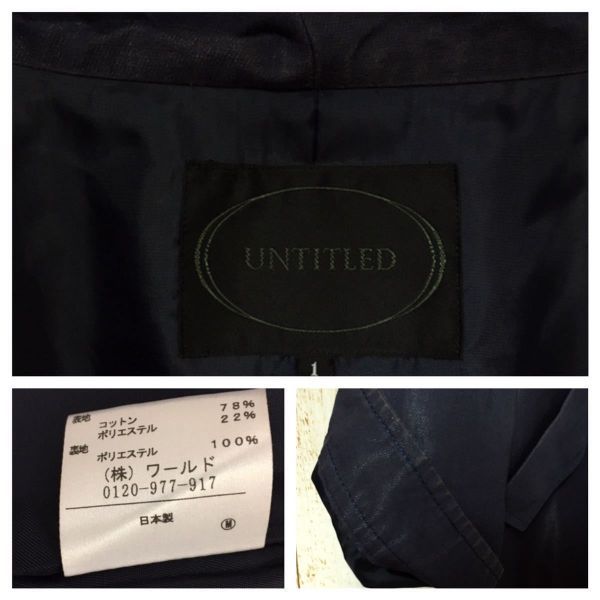 UNTITLED
1
表地 コットン 78%
ポリエステル 22%
裏地 ポリエステル 100%
(株) ワールド
0120-977-917
日本製 Ⓜ